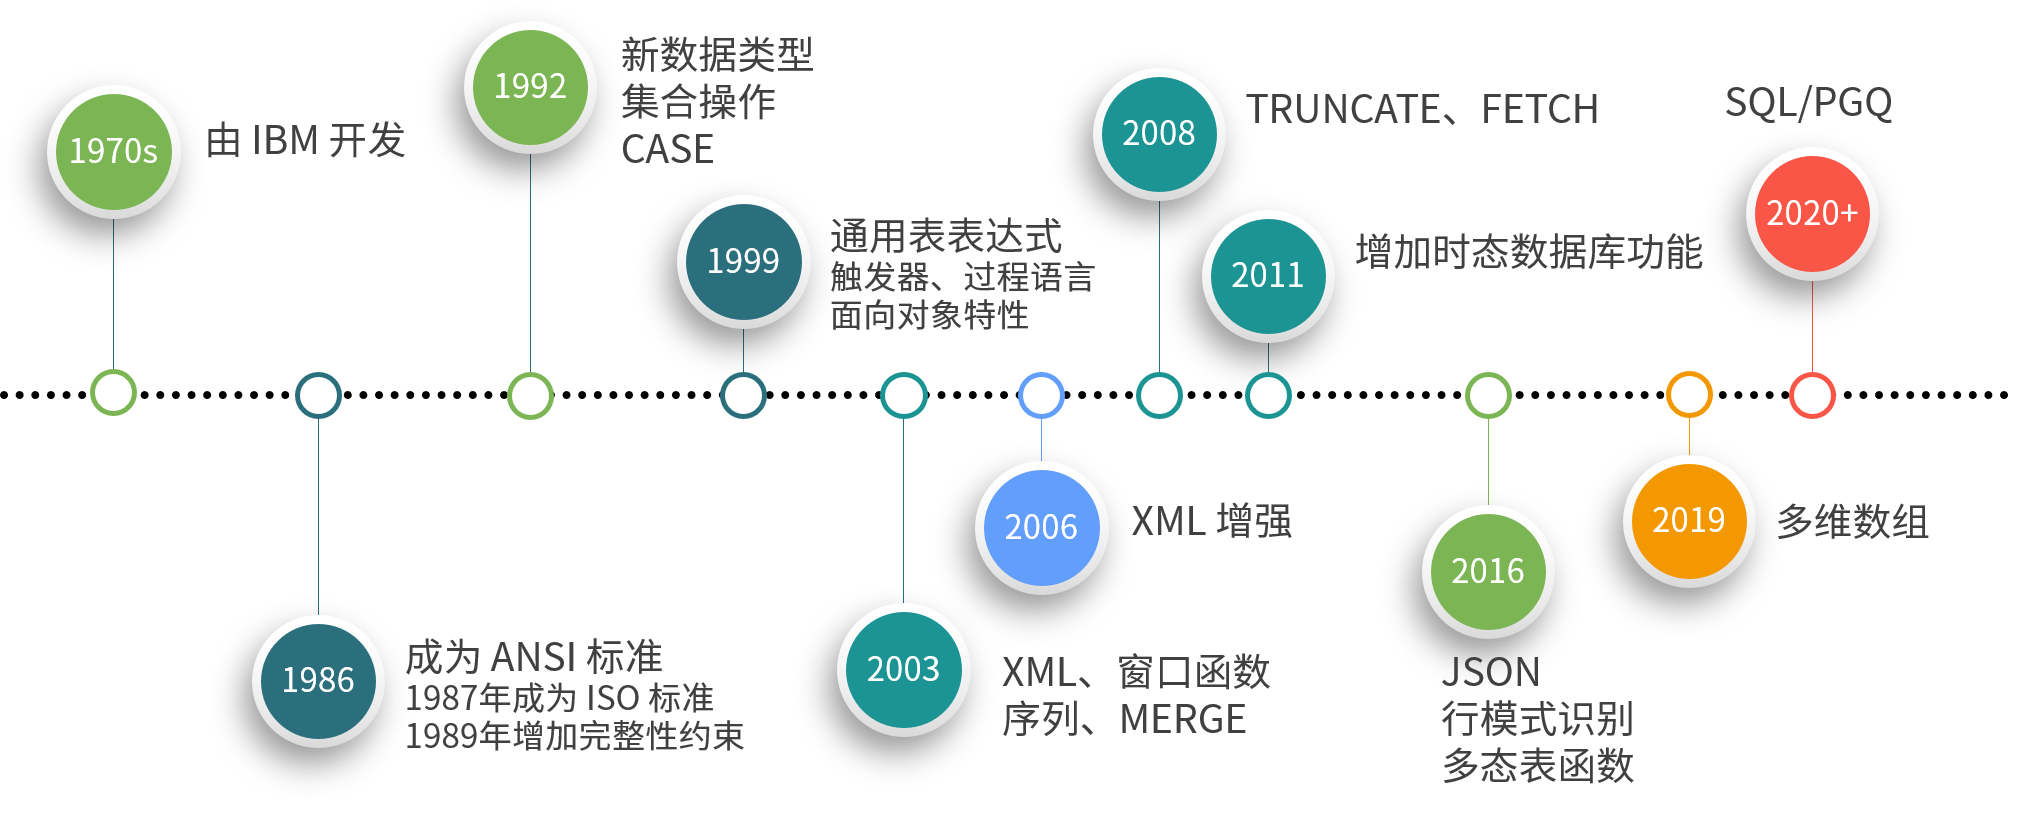 1970s
由 IBM 开发
1986
成为 ANSI 标准
1987年成为 ISO 标准
1989年增加完整性约束
1992
新数据类型
集合操作
CASE
1999
通用表表达式
触发器、过程语言
面向对象特性
2003
XML、窗口函数
序列、MERGE
2006
XML 增强
2008
TRUNCATE、FETCH
2011
增加时态数据库功能
2016
JSON
行模式识别
多态表函数
2019
多维数组
2020+
SQL/PGQ